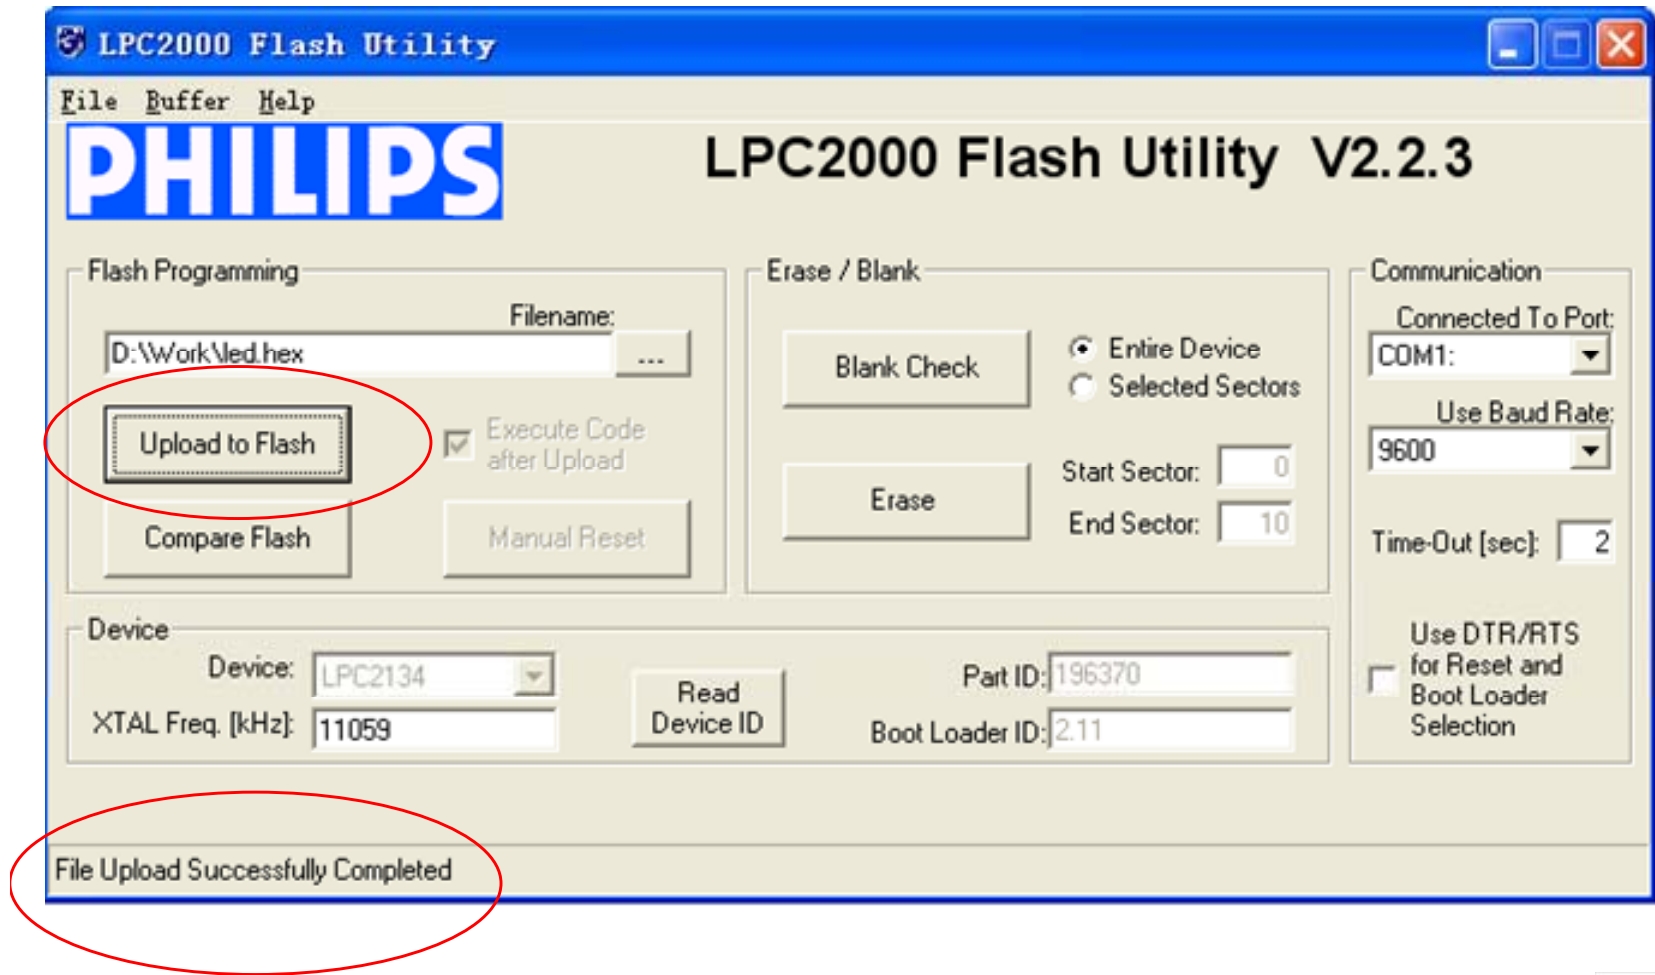 LPC2000 Flash Utility
File Buffer Help
PHILIPS
LPC2000 Flash Utility V2.2.3
Flash Programming
Filename:
D:\Work\led.hex
...
Upload to Flash
Execute Code
after Upload
Compare Flash
Manual Reset
Erase / Blank
Blank Check
Entire Device
Selected Sectors
Erase
Start Sector: 0
End Sector: 10
Communication
Connected To Port:
COM1:
Use Baud Rate:
9600
Time-Out [sec]: 2
Use DTR/RTS
for Reset and
Boot Loader
Selection
Device
Device: LPC2134
XTAL Freq. [kHz]: 11059
Read
Device ID
Part ID: 196370
Boot Loader ID: 2.11
File Upload Successfully Completed